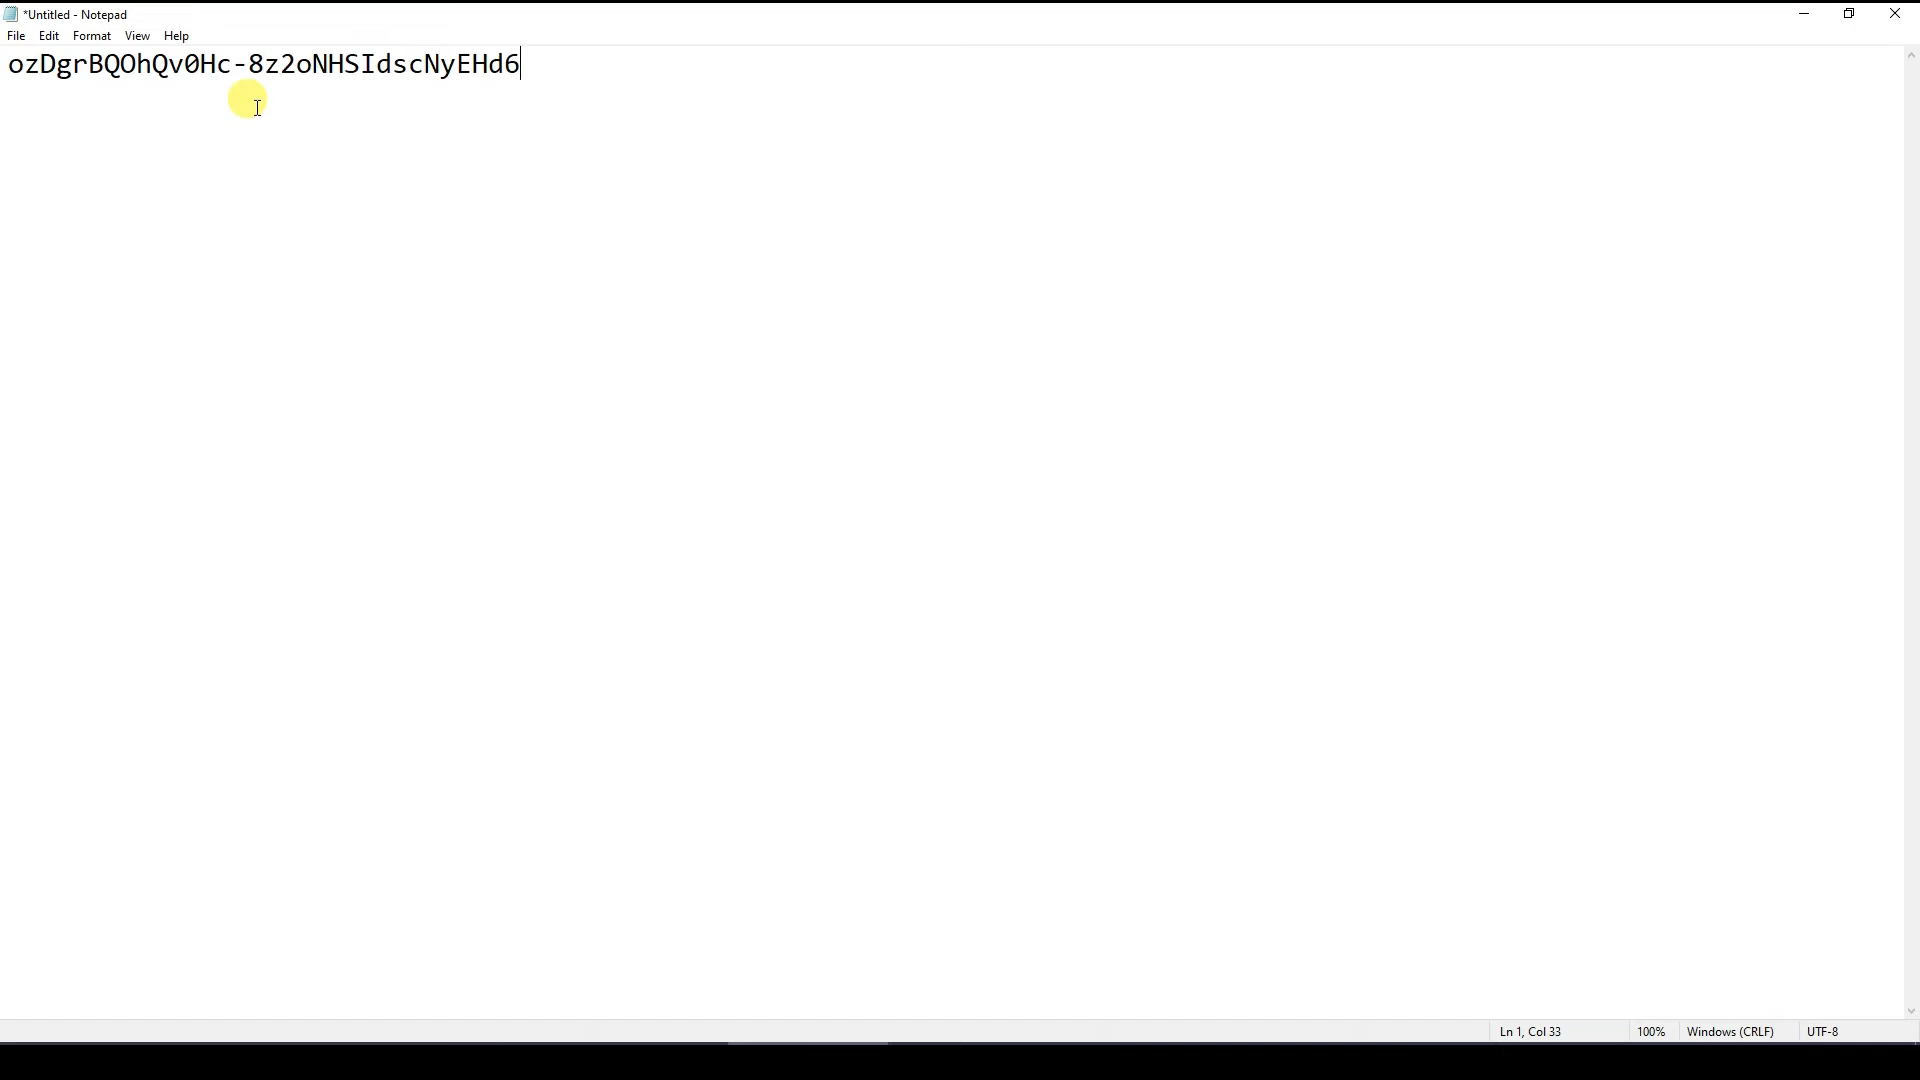 *Untitled - Notepad
File Edit Format View Help
ozDgrBQOhQv0Hc-8z2oNHSIdscNyEHd6
Ln 1, Col 33 100% Windows (CRLF) UTF-8